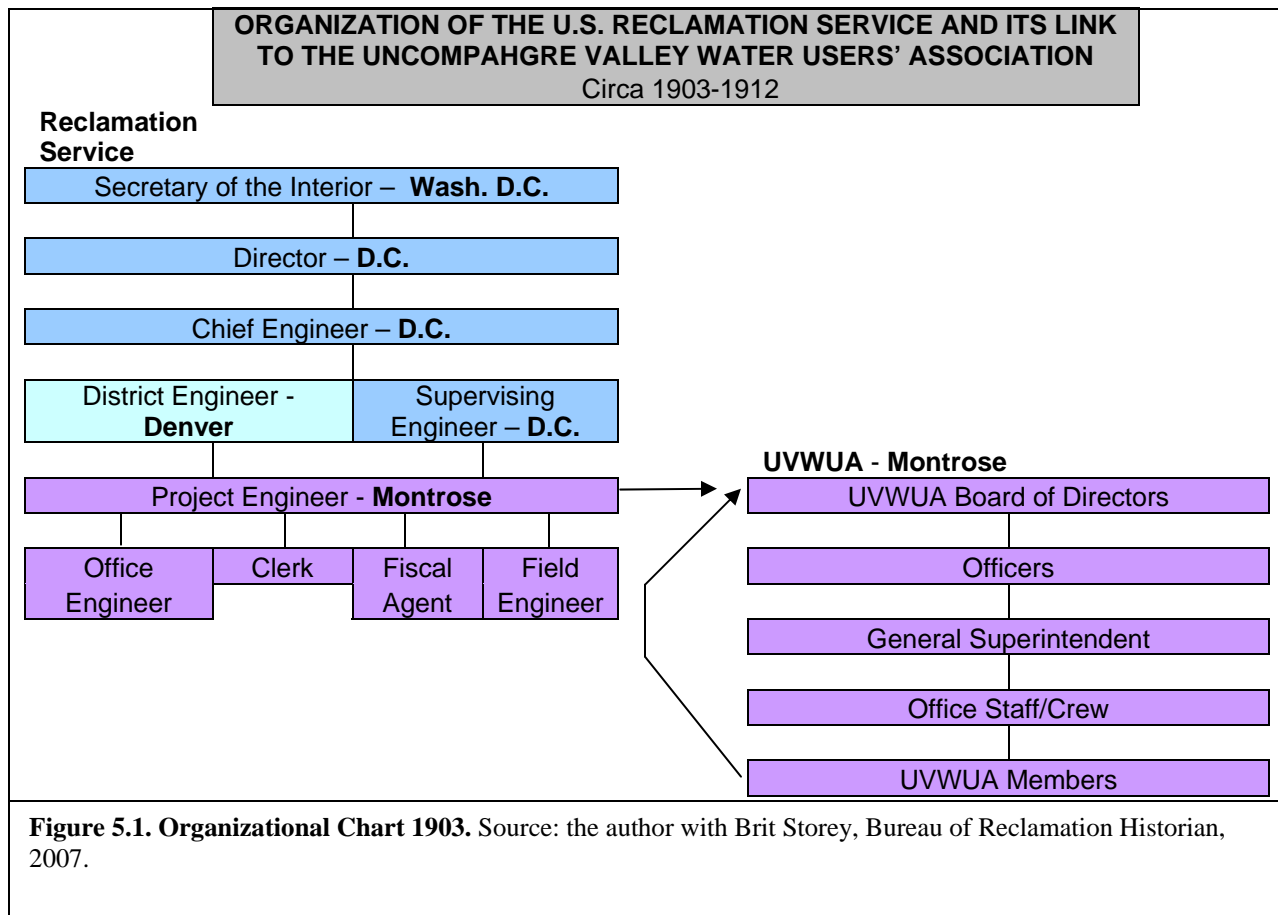 ORGANIZATION OF THE U.S. RECLAMATION SERVICE AND ITS LINK
TO THE UNCOMPAHGRE VALLEY WATER USERS' ASSOCIATION
Circa 1903-1912
Reclamation
Service
Secretary of the Interior – Wash. D.C.
Director – D.C.
Chief Engineer – D.C.
District Engineer -
Denver
Supervising
Engineer – D.C.
Project Engineer - Montrose
Office
Engineer
Clerk
Fiscal
Agent
Field
Engineer
UVWUA - Montrose
UVWUA Board of Directors
Officers
General Superintendent
Office Staff/Crew
UVWUA Members
Figure 5.1. Organizational Chart 1903. Source: the author with Brit Storey, Bureau of Reclamation Historian,
2007.